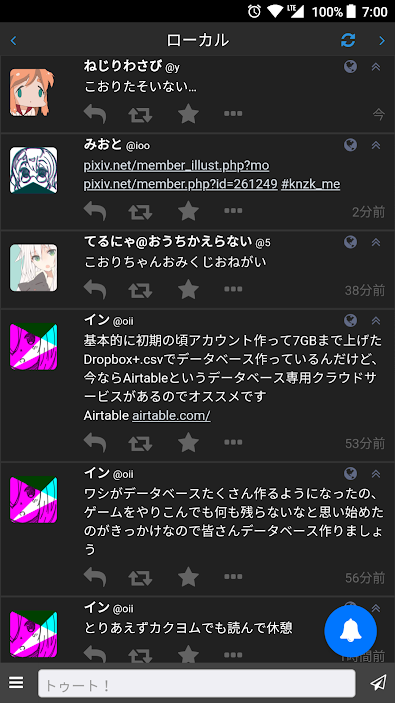 LTE 100% 7:00
ローカル
ねじりわさび @y
こおりたそいない…
今
みおと @ioo
pixiv.net/member_illust.php?mo
pixiv.net/member.php?id=261249 #knzk_me
2分前
てるにゃ@おうちかえらない @5
こおりちゃんおみくじおねがい
38分前
イン @oii
基本的に初期の頃アカウント作って7GBまで上げた
Dropbox+.csvでデータベース作っているんだけど、
今ならAirtableというデータベース専用クラウドサ
ービスがあるのでオススメです
Airtable airtable.com/
53分前
イン @oii
ワシがデータベースたくさん作るようになったの、
ゲームをやりこんでも何も残らないなと思い始めた
のがきっかけなので皆さんデータベース作りましょ
う
56分前
イン @oii
とりあえずカクヨムでも読んで休憩
1時間前
トゥート！